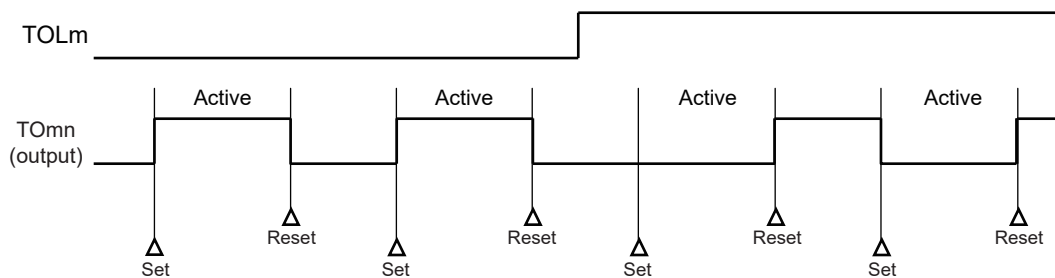 TOLm
Active Active Active Active
TOmn
(output)
Reset Reset Reset Reset
Set Set Set Set